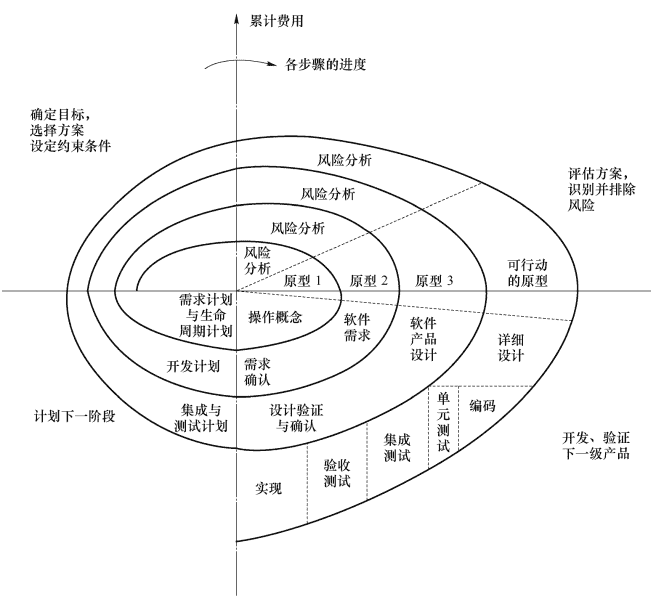 累计费用
各步骤的进度
确定目标，
选择方案
设定约束条件
风险分析
评估方案，
识别并排除
风险
风险分析
风险分析
风险
分析
原型 1
原型 2
原型 3
可行动
的原型
需求计划
与生命
周期计划
操作概念
软件
需求
软件
产品
设计
详细
设计
开发计划
需求
确认
计划下一阶段
集成与
测试计划
设计验证
与确认
单
元
测
试
编码
开发、验证
下一级产品
集成
测试
验收
测试
实现